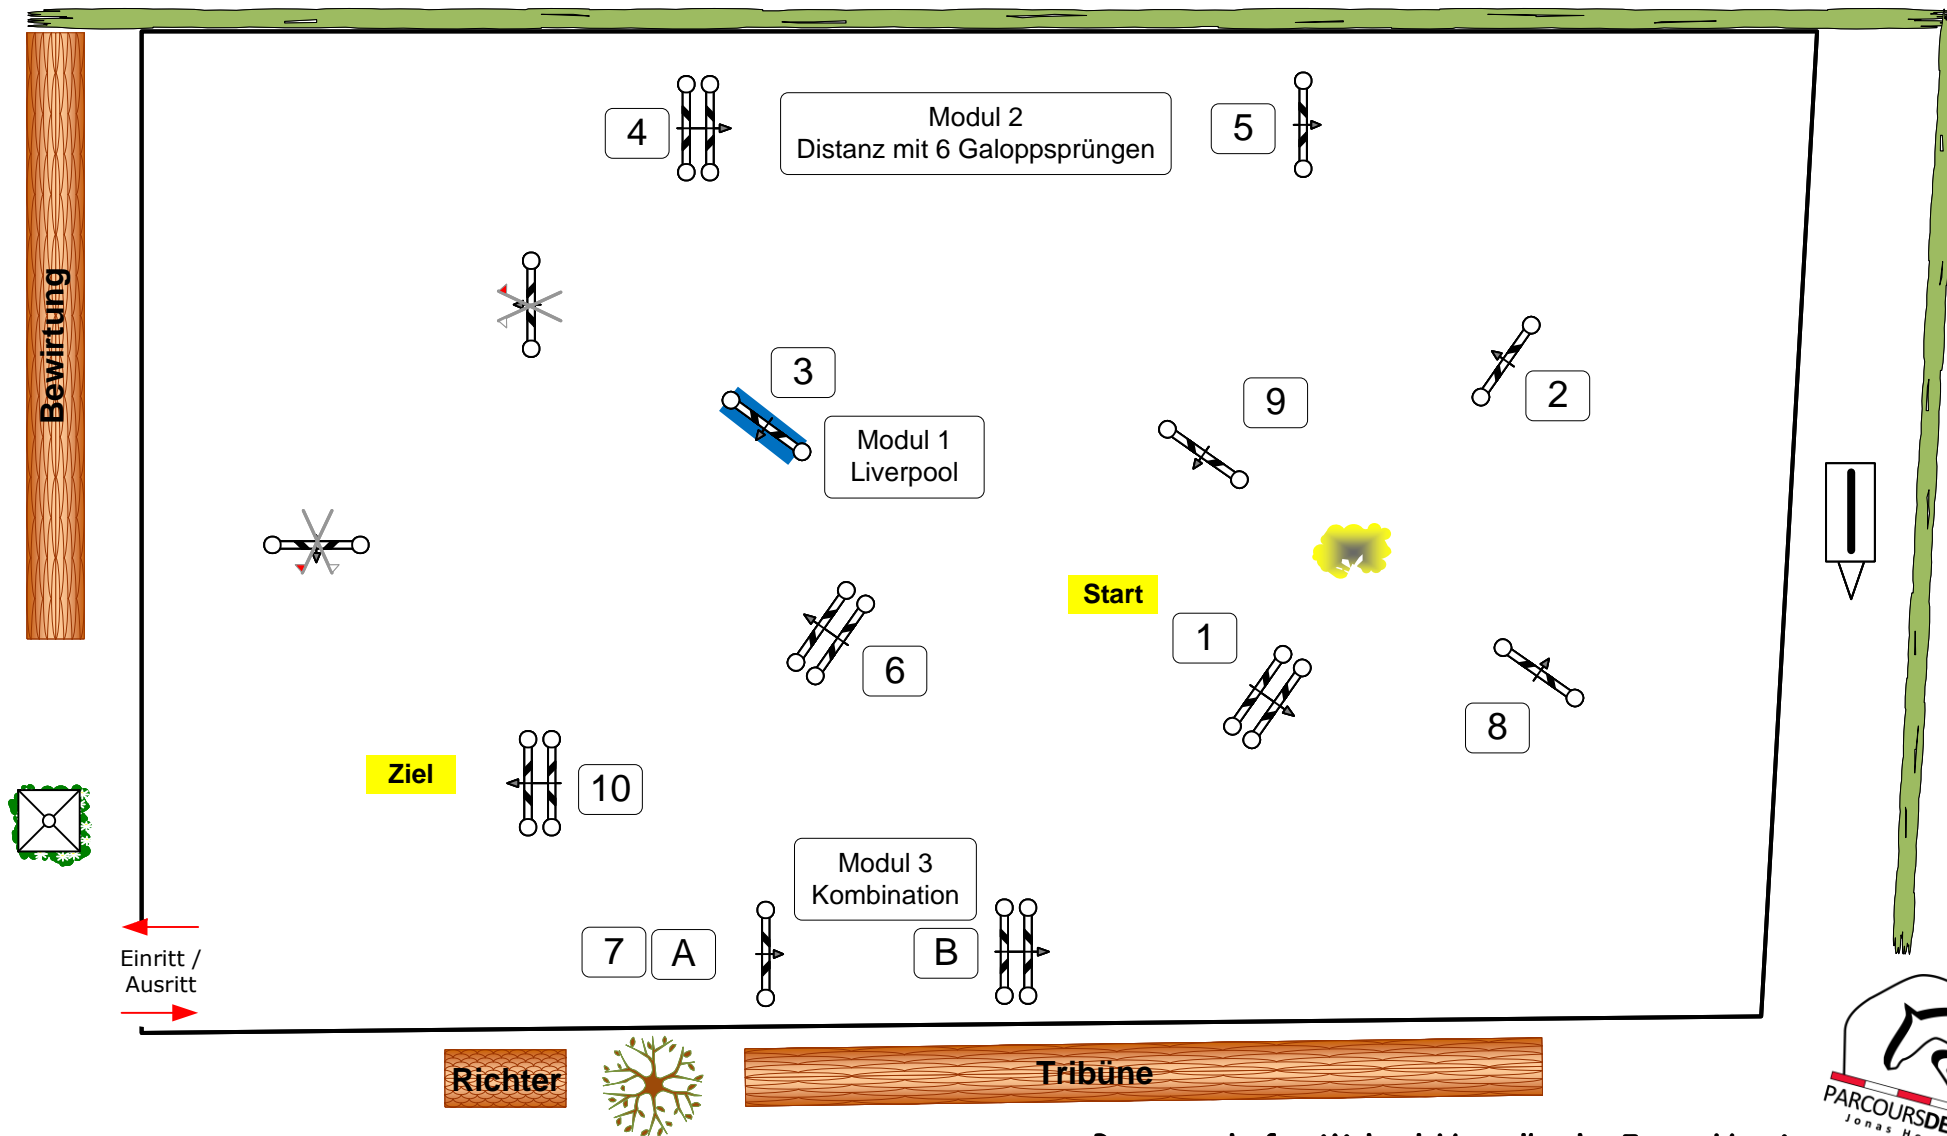 4
Modul 2
Distanz mit 6 Galoppsprüngen
5
Bewirtung
3
Modul 1
Liverpool
9
2
Start
1
6
8
Ziel
10
Modul 3
Kombination
7
A
B
Einritt /
Ausritt
Richter
Tribüne
Jonas